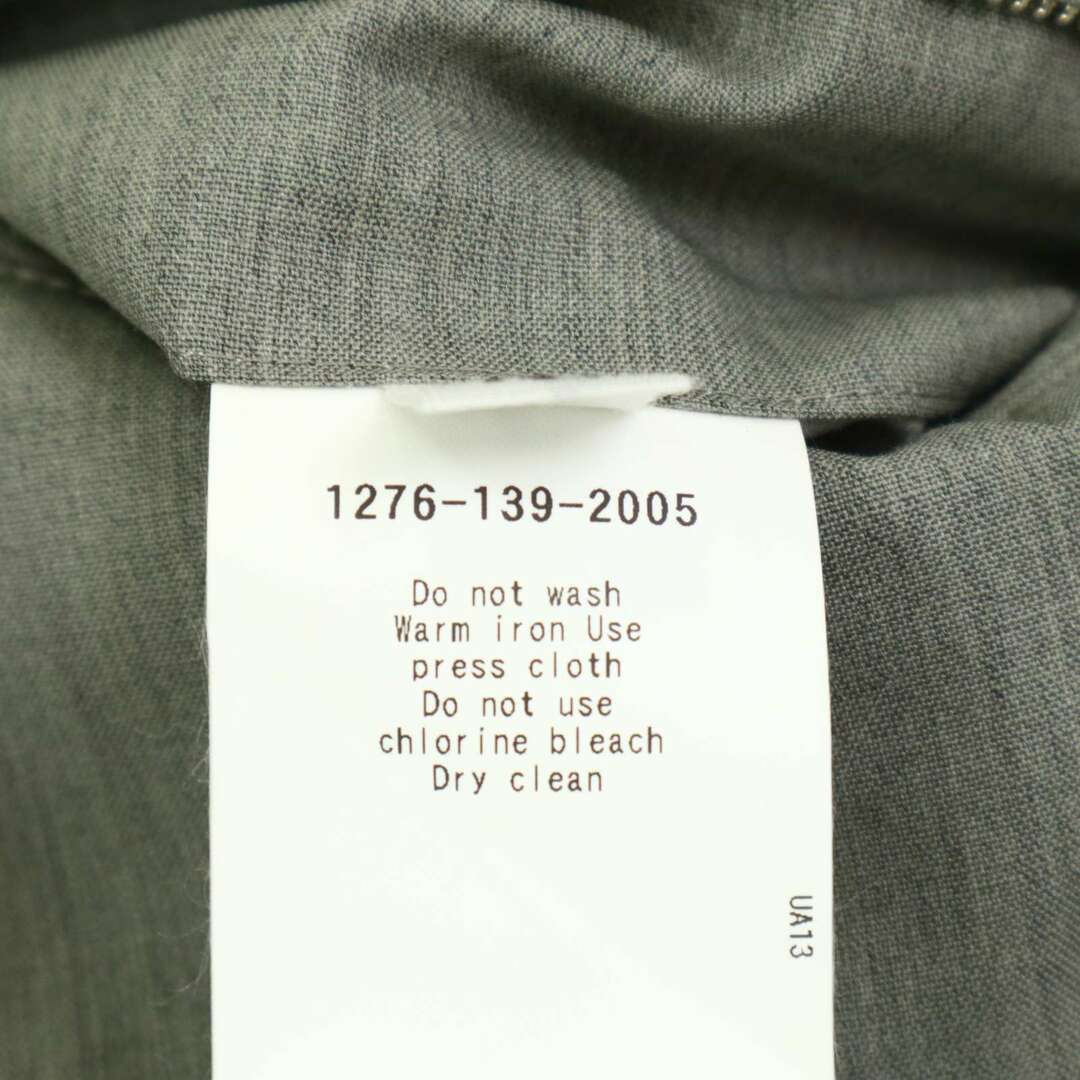 1276-139-2005
Do not wash
Warm iron Use
press cloth
Do not use
chlorine bleach
Dry clean
UA13